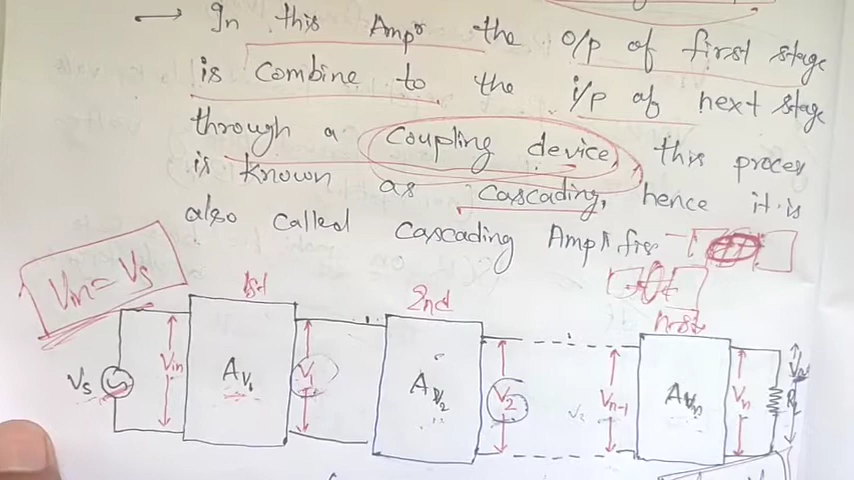 → In this Ampr the o/p of first stage
is combine to the i/p of next stage
through a coupling device, this proces
is known as cascading, hence it is
also called cascading Amplifier
Vin = Vs
1st 2nd n-st
Vs Vin Av1 V1 Av2 V2 Vn-1 Avn Vn RL